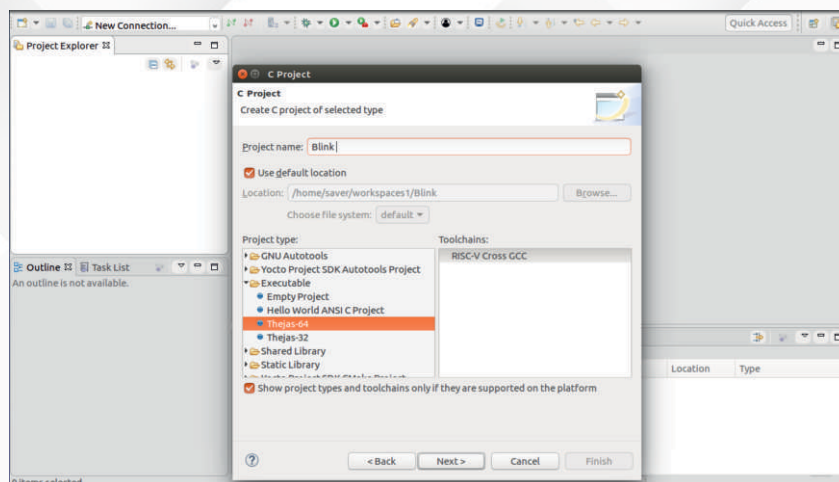 New Connection...
Quick Access
Project Explorer
C Project
C Project
Create C project of selected type
Project name: Blink
Use default location
Location: /home/saver/workspaces1/Blink
Browse...
Choose file system: default
Project type:
Toolchains:
GNU Autotools
RISC-V Cross GCC
Yocto Project SDK Autotools Project
Executable
Empty Project
Hello World ANSI C Project
Thejas-64
Thejas-32
Shared Library
Static Library
Show project types and toolchains only if they are supported on the platform
Outline
Task List
An outline is not available.
Location
Type
< Back
Next >
Cancel
Finish